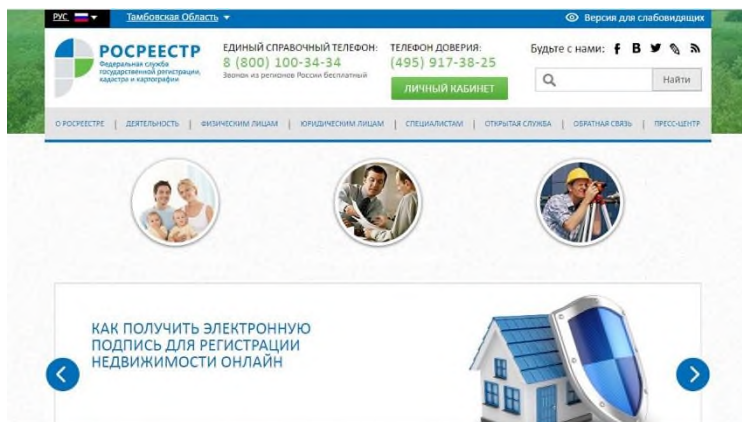 РУС
Тамбовская Область
Версия для слабовидящих
РОСРЕЕСТР
Федеральная служба
государственной регистрации,
кадастра и картографии
ЕДИНЫЙ СПРАВОЧНЫЙ ТЕЛЕФОН:
8 (800) 100-34-34
Звонок из регионов России бесплатный
ТЕЛЕФОН ДОВЕРИЯ:
(495) 917-38-25
ЛИЧНЫЙ КАБИНЕТ
Будьте с нами:
Найти
О РОСРЕЕСТРЕ | ДЕЯТЕЛЬНОСТЬ | ФИЗИЧЕСКИМ ЛИЦАМ | ЮРИДИЧЕСКИМ ЛИЦАМ | СПЕЦИАЛИСТАМ | ОТКРЫТАЯ СЛУЖБА | ОБРАТНАЯ СВЯЗЬ | ПРЕСС-ЦЕНТР
КАК ПОЛУЧИТЬ ЭЛЕКТРОННУЮ
ПОДПИСЬ ДЛЯ РЕГИСТРАЦИИ
НЕДВИЖИМОСТИ ОНЛАЙН